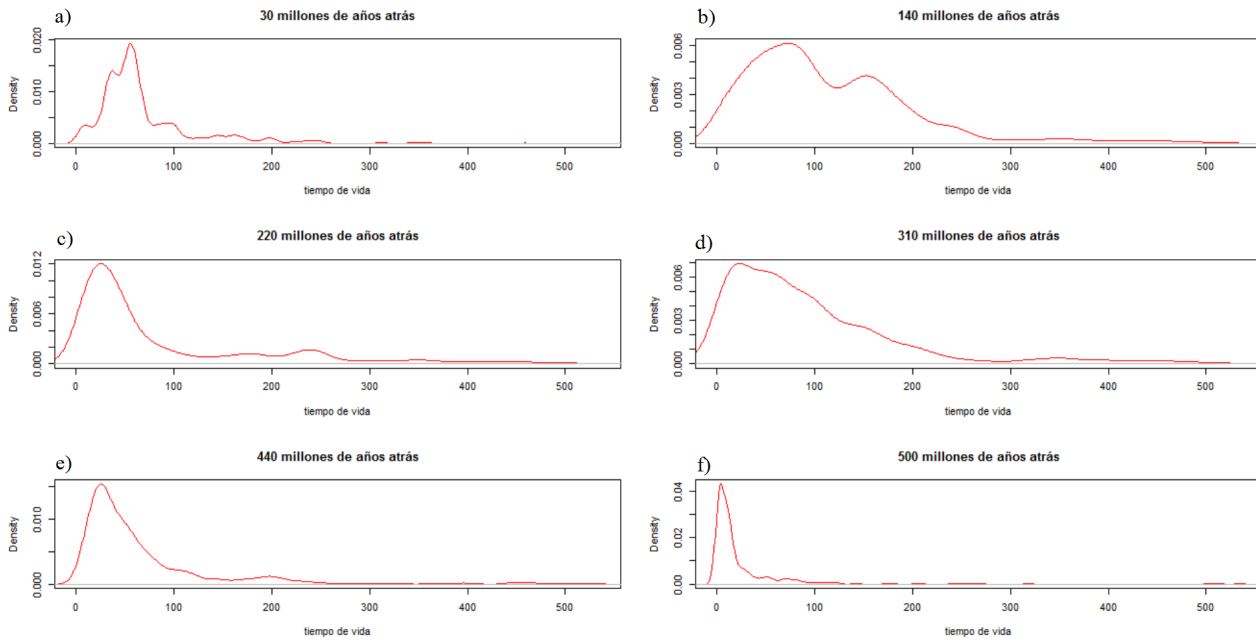 a) 30 millones de años atrás
Density
0.000 0.010 0.020
0 100 200 300 400 500
tiempo de vida
b) 140 millones de años atrás
Density
0.000 0.003 0.006
0 100 200 300 400 500
tiempo de vida
c) 220 millones de años atrás
Density
0.000 0.006 0.012
0 100 200 300 400 500
tiempo de vida
d) 310 millones de años atrás
Density
0.000 0.003 0.006
0 100 200 300 400 500
tiempo de vida
e) 440 millones de años atrás
Density
0.000 0.010
0 100 200 300 400 500
tiempo de vida
f) 500 millones de años atrás
Density
0.00 0.02 0.04
0 100 200 300 400 500
tiempo de vida